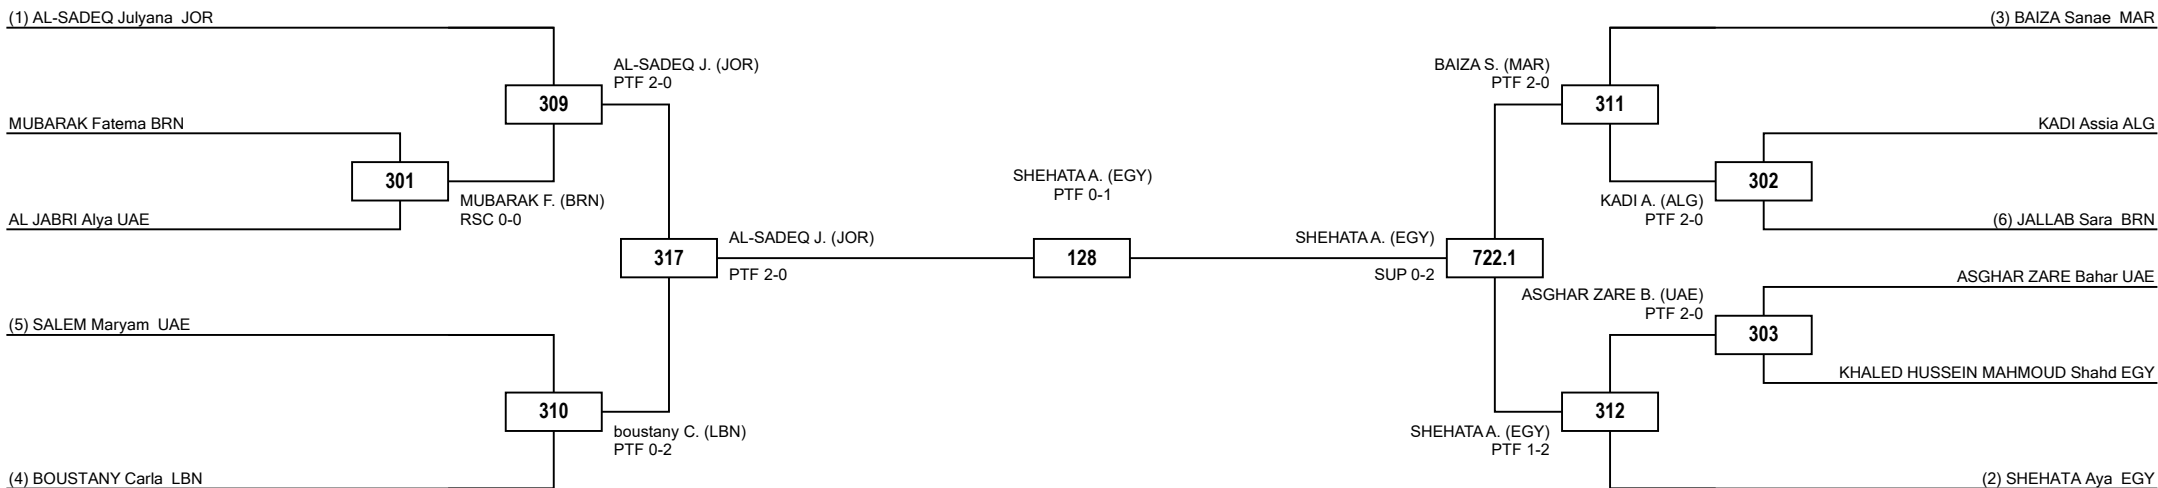 (1) AL-SADEQ Julyana JOR
(3) BAIZA Sanae MAR
AL-SADEQ J. (JOR)
PTF 2-0
BAIZA S. (MAR)
PTF 2-0
309
311
MUBARAK Fatema BRN
KADI Assia ALG
301
SHEHATA A. (EGY)
PTF 0-1
302
MUBARAK F. (BRN)
RSC 0-0
KADI A. (ALG)
PTF 2-0
AL JABRI Alya UAE
(6) JALLAB Sara BRN
317
AL-SADEQ J. (JOR)
PTF 2-0
128
SHEHATA A. (EGY)
SUP 0-2
722.1
ASGHAR ZARE Bahar UAE
ASGHAR ZARE B. (UAE)
PTF 2-0
(5) SALEM Maryam UAE
303
KHALED HUSSEIN MAHMOUD Shahd EGY
310
312
boustany C. (LBN)
PTF 0-2
SHEHATA A. (EGY)
PTF 1-2
(4) BOUSTANY Carla LBN
(2) SHEHATA Aya EGY